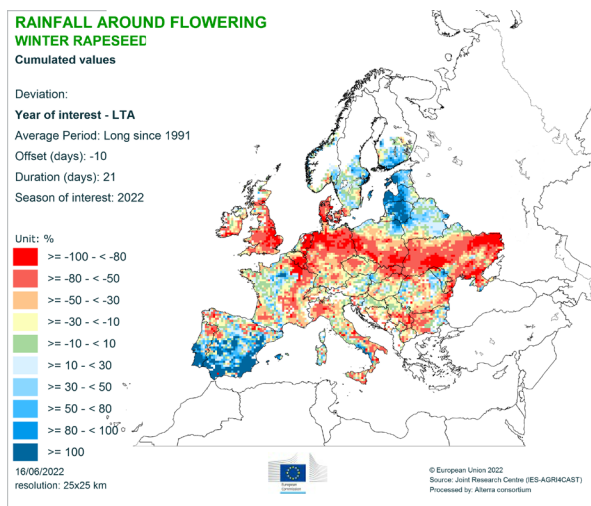 RAINFALL AROUND FLOWERING
WINTER RAPESEED
Cumulated values
Deviation:
Year of interest - LTA
Average Period: Long since 1991
Offset (days): -10
Duration (days): 21
Season of interest: 2022
Unit: %
>= -100 - < -80
>= -80 - < -50
>= -50 - < -30
>= -30 - < -10
>= -10 - < 10
>= 10 - < 30
>= 30 - < 50
>= 50 - < 80
>= 80 - < 100
>= 100
16/06/2022
resolution: 25x25 km
European
Commission
© European Union 2022
Source: Joint Research Centre (IES-AGRI4CAST)
Processed by: Alterra consortium